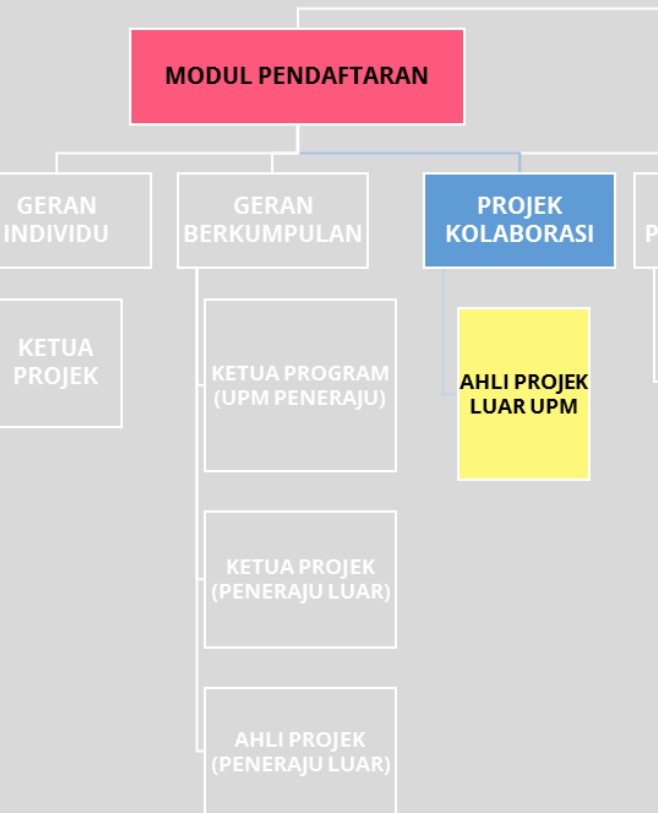 MODUL PENDAFTARAN
GERAN
INDIVIDU
GERAN
BERKUMPULAN
PROJEK
KOLABORASI
P
KETUA
PROJEK
KETUA PROGRAM
(UPM PENERAJU)
AHLI PROJEK
LUAR UPM
KETUA PROJEK
(PENERAJU LUAR)
AHLI PROJEK
(PENERAJU LUAR)